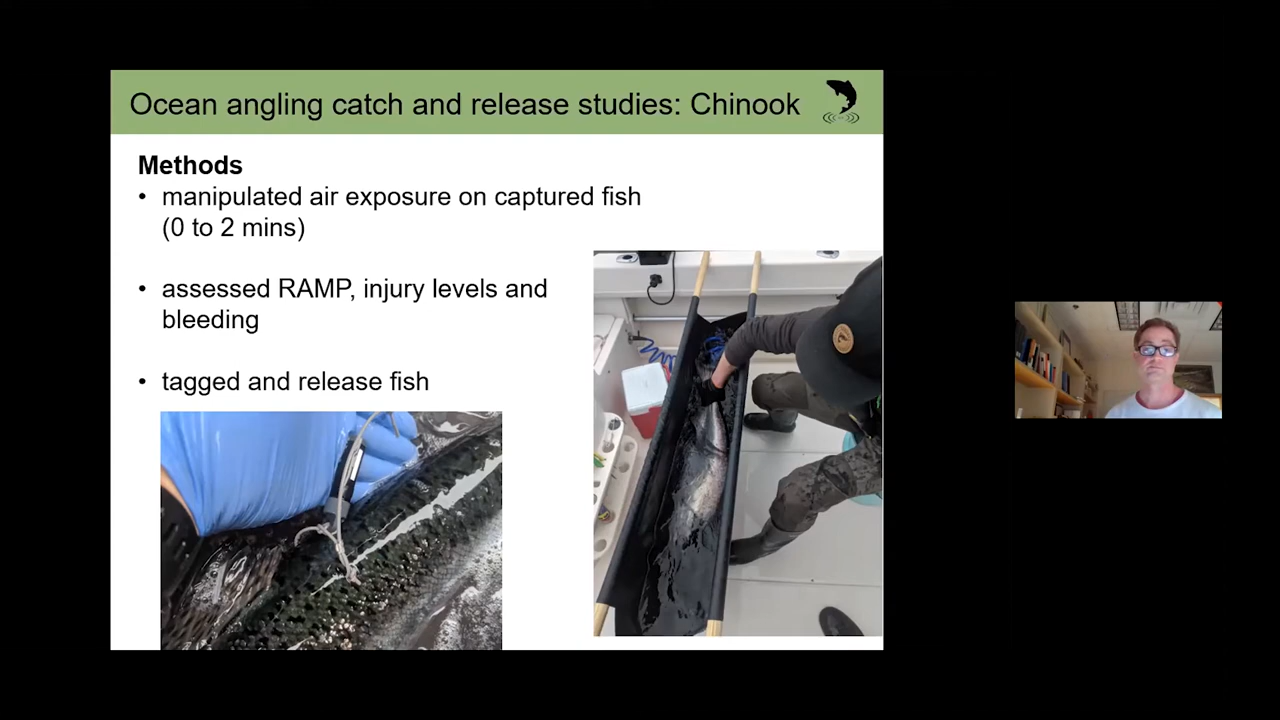 Ocean angling catch and release studies: Chinook
Methods
• manipulated air exposure on captured fish
(0 to 2 mins)
• assessed RAMP, injury levels and
bleeding
• tagged and release fish